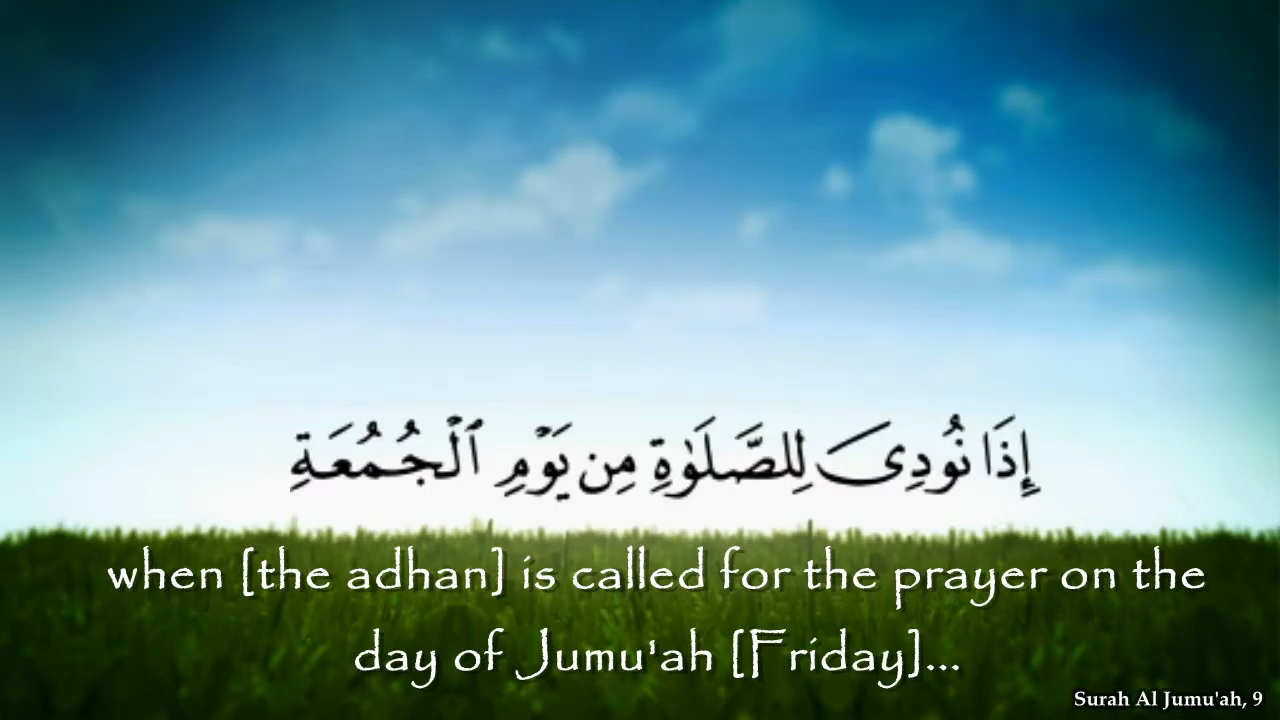 إِذَا نُودِىَ لِلصَّلَوٰةِ مِن يَوْمِ ٱلْجُمُعَةِ
when [the adhan] is called for the prayer on the
day of Jumu'ah [Friday]...
Surah Al Jumu'ah, 9